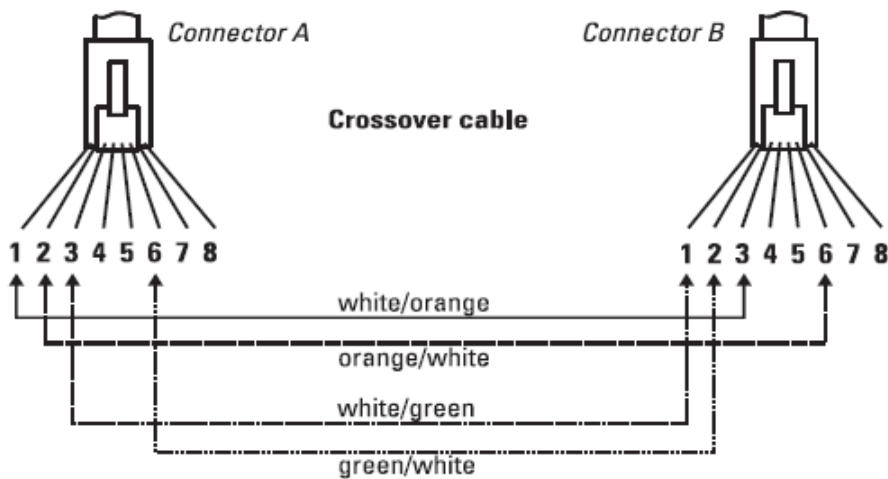 Connector A
Connector B
Crossover cable
1 2 3 4 5 6 7 8
1 2 3 4 5 6 7 8
white/orange
orange/white
white/green
green/white